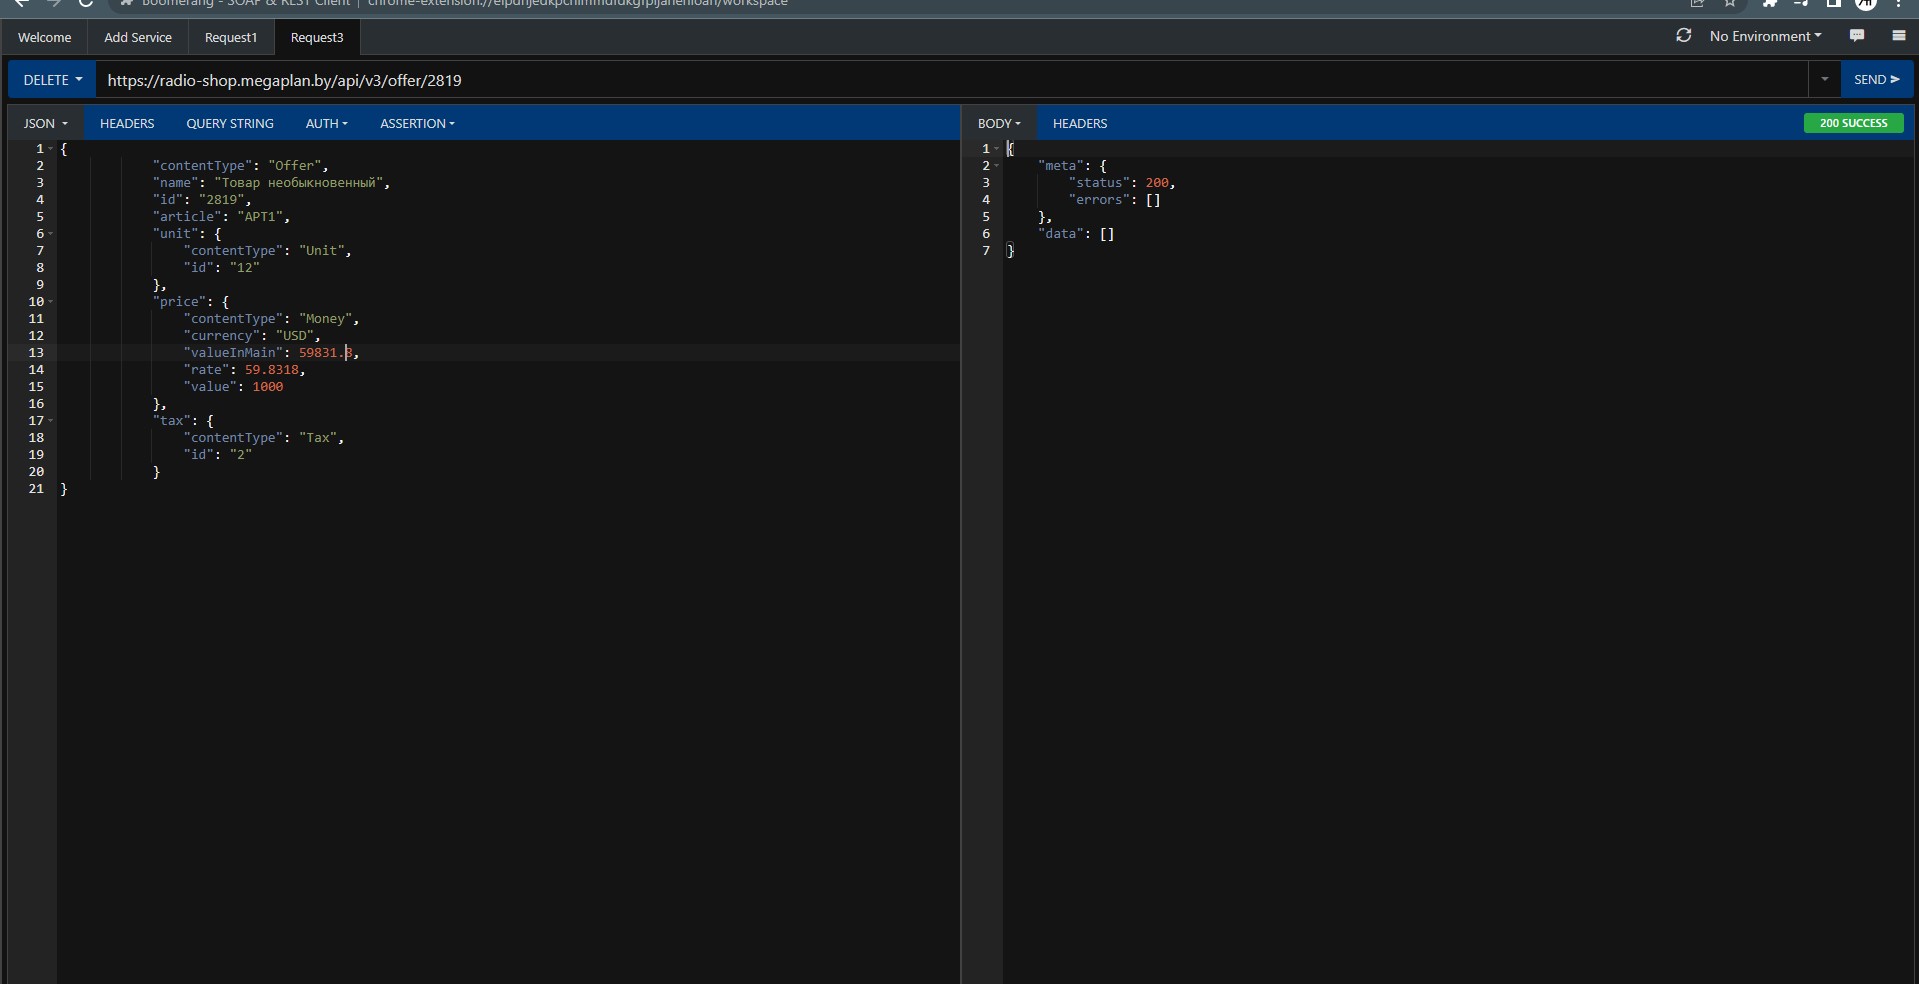 Boomerang - SOAP & REST Client | chrome-extension://eipdnjedkpcnlmmdfdkgfpljanehloah/workspace
Welcome Add Service Request1 Request3 No Environment
DELETE https://radio-shop.megaplan.by/api/v3/offer/2819 SEND
JSON HEADERS QUERY STRING AUTH ASSERTION
1 {
2 "contentType": "Offer",
3 "name": "Товар необыкновенный",
4 "id": "2819",
5 "article": "АРТ1",
6 "unit": {
7 "contentType": "Unit",
8 "id": "12"
9 },
10 "price": {
11 "contentType": "Money",
12 "currency": "USD",
13 "valueInMain": 59831.8,
14 "rate": 59.8318,
15 "value": 1000
16 },
17 "tax": {
18 "contentType": "Tax",
19 "id": "2"
20 }
21 }
BODY HEADERS 200 SUCCESS
1 {
2 "meta": {
3 "status": 200,
4 "errors": []
5 },
6 "data": []
7 }